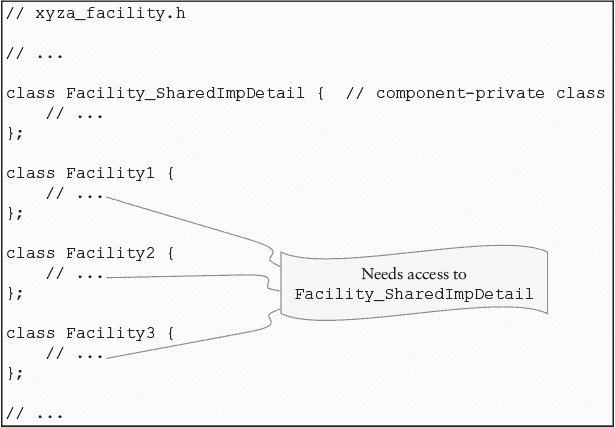 // xyza_facility.h
// ...
class Facility_SharedImpDetail {  // component-private class
    // ...
};
class Facility1 {
    // ...
};
class Facility2 {
    // ...
};
class Facility3 {
    // ...
};
// ...
Needs access to
Facility_SharedImpDetail